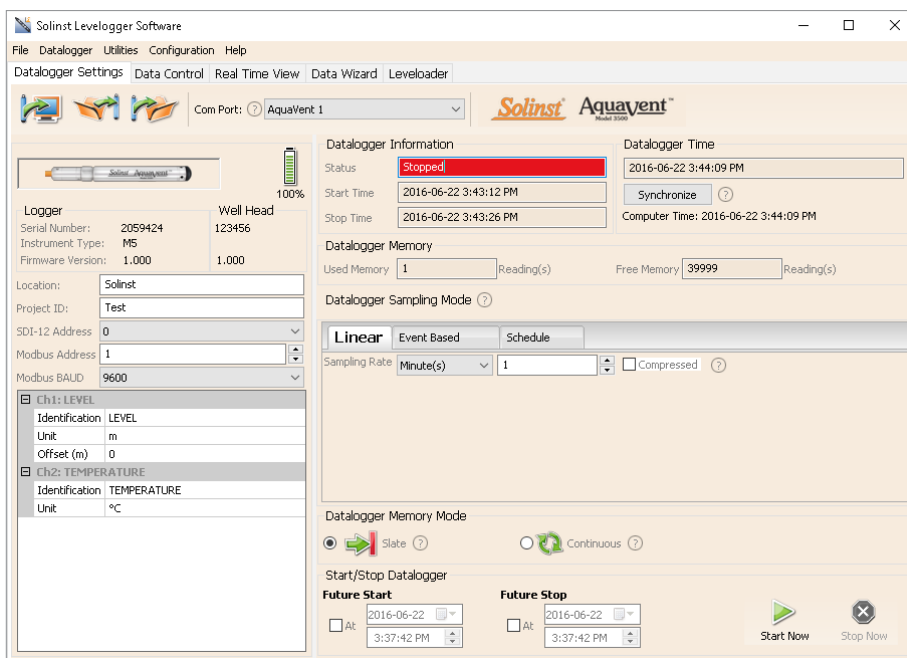 Solinst Levelogger Software
File Datalogger Utilities Configuration Help
Datalogger Settings Data Control Real Time View Data Wizard Leveloader
Com Port: ? AquaVent 1
Solinst Aquavent™
Model 3500
Solinst Aquavent
100%
Logger Well Head
Serial Number: 2059424 123456
Instrument Type: M5
Firmware Version: 1.000 1.000
Location: Solinst
Project ID: Test
SDI-12 Address 0
Modbus Address 1
Modbus BAUD 9600
Ch1: LEVEL
Identification LEVEL
Unit m
Offset (m) 0
Ch2: TEMPERATURE
Identification TEMPERATURE
Unit °C
Datalogger Information
Status Stopped
Start Time 2016-06-22 3:43:12 PM
Stop Time 2016-06-22 3:43:26 PM
Datalogger Time
2016-06-22 3:44:09 PM
Synchronize ?
Computer Time: 2016-06-22 3:44:09 PM
Datalogger Memory
Used Memory 1 Reading(s) Free Memory 39999 Reading(s)
Datalogger Sampling Mode ?
Linear Event Based Schedule
Sampling Rate Minute(s) 1 Compressed ?
Datalogger Memory Mode
Slate ? Continuous ?
Start/Stop Datalogger
Future Start Future Stop
At 2016-06-22 At 2016-06-22
3:37:42 PM 3:37:42 PM
Start Now Stop Now